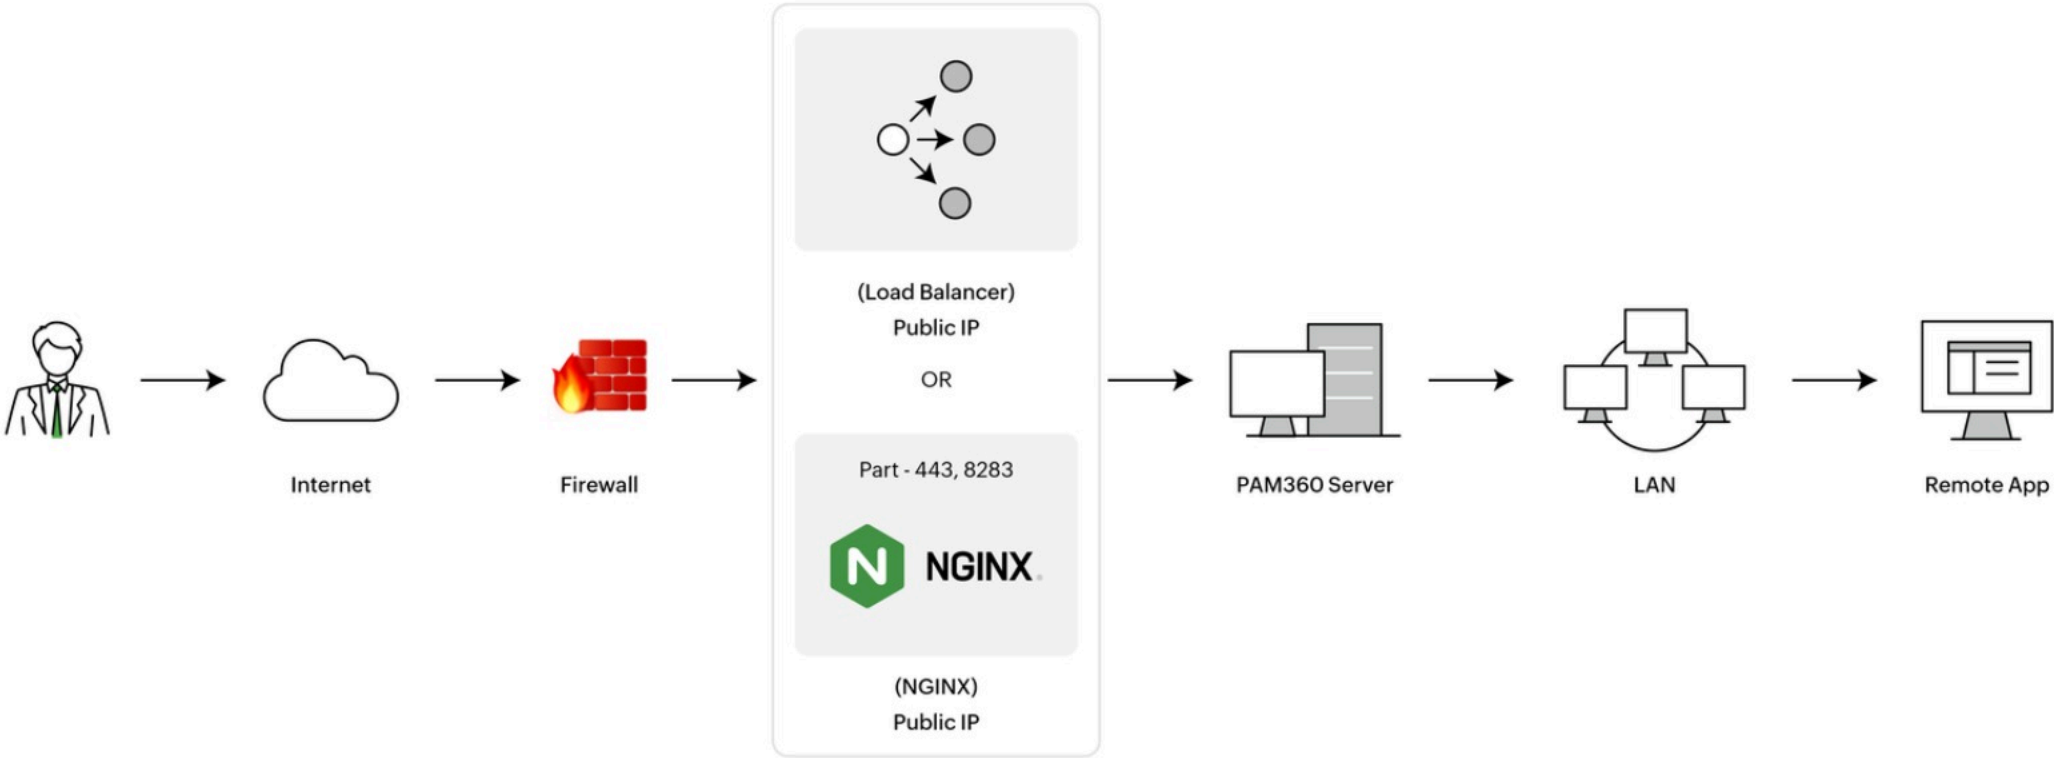 (Load Balancer)
Public IP
OR
Part - 443, 8283
N NGINX.
(NGINX)
Public IP
Internet
Firewall
PAM360 Server
LAN
Remote App